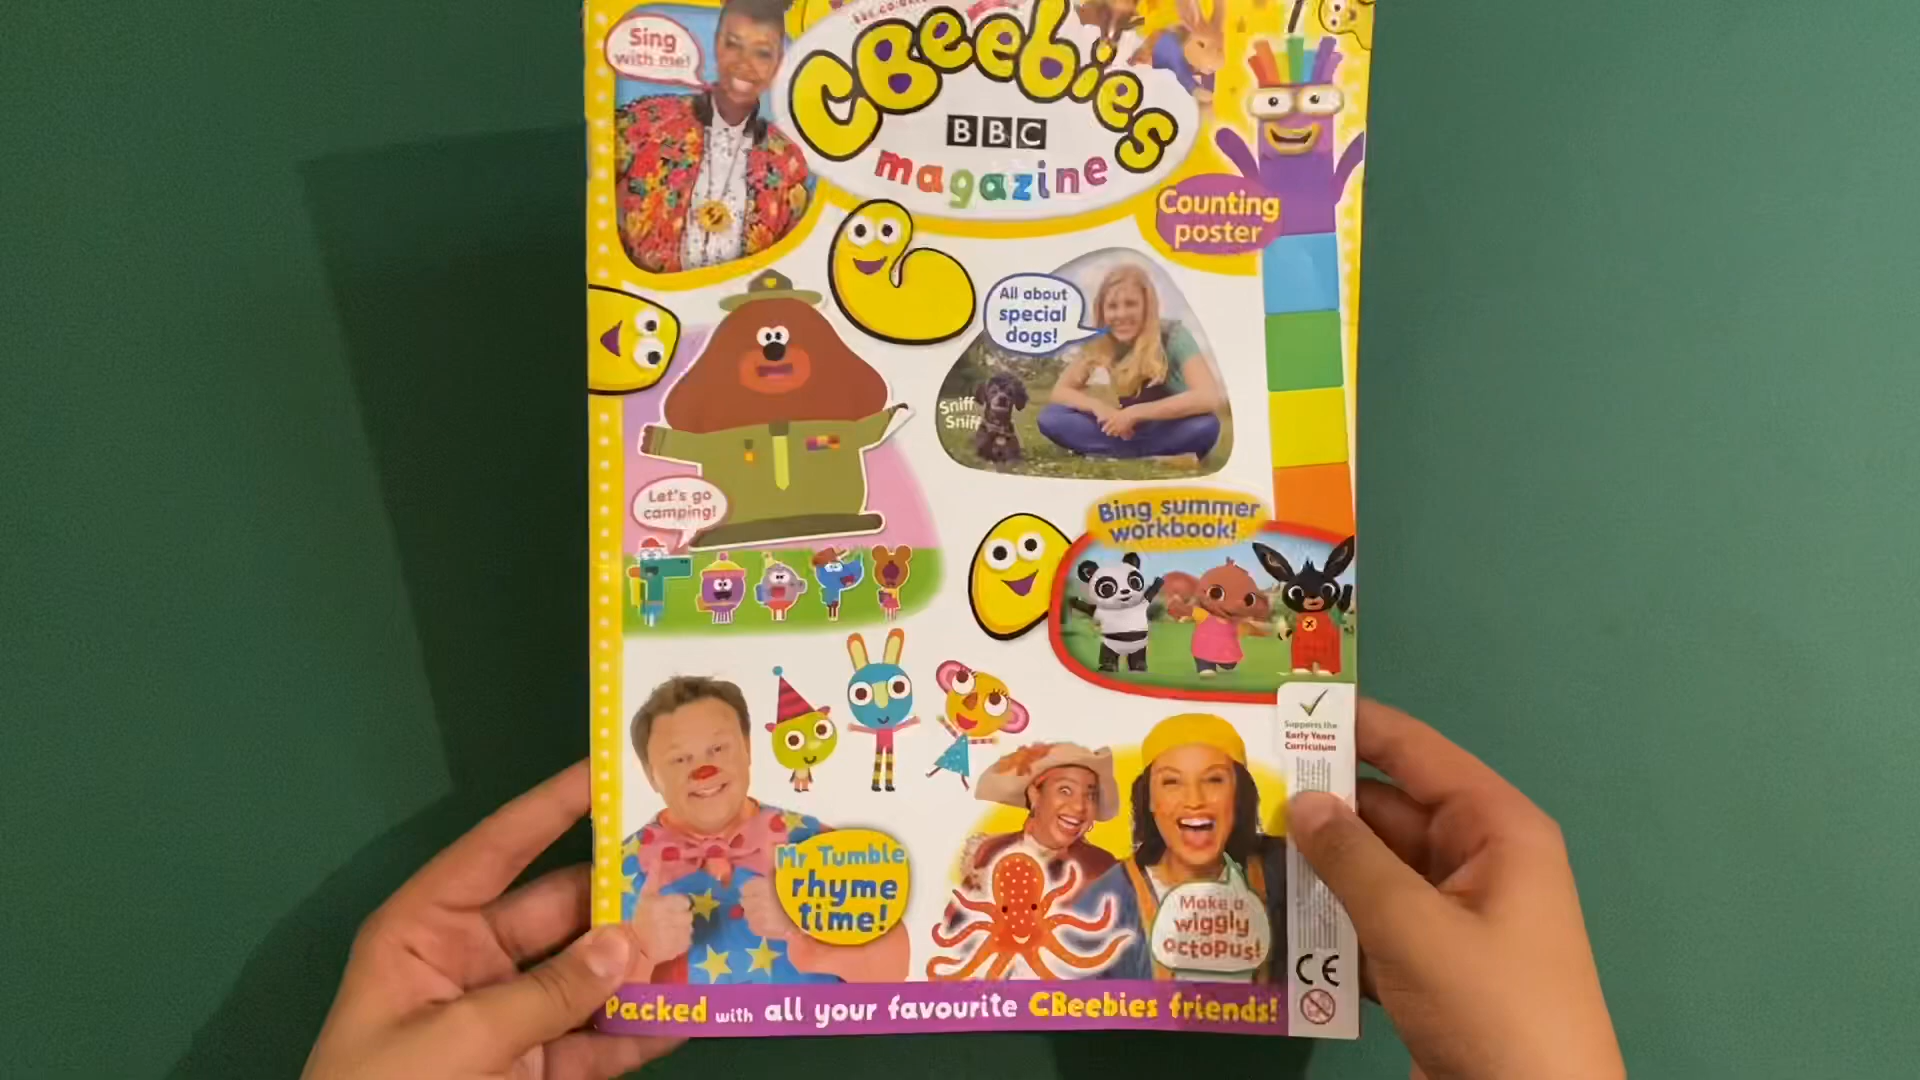 Sing
with me!
CBeebies
BBC
magazine
Counting
poster
All about
special
dogs!
Sniff
Sniff
Let's go
camping!
Bing summer
workbook!
Supports the
Early Years
Curriculum
Mr Tumble
rhyme
time!
Make a
wiggly
octopus!
CE
Packed with all your favourite CBeebies friends!